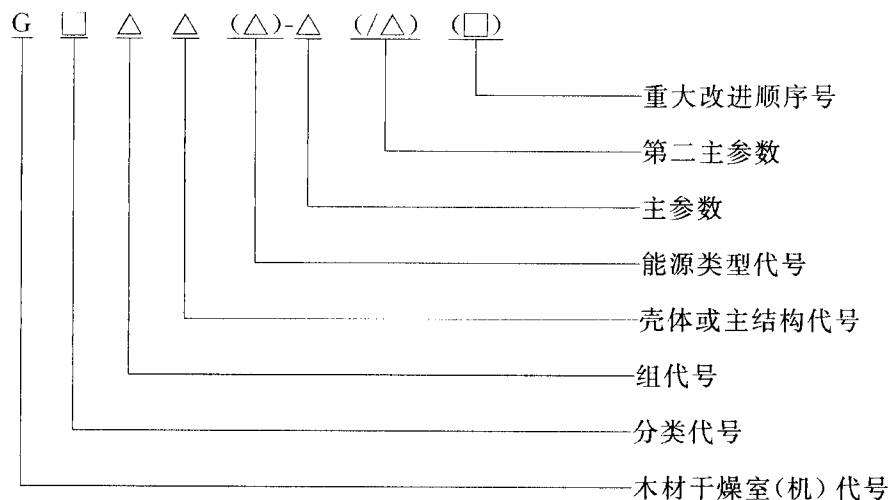 G □ △ △ (△)-△ (/△) (□)
重大改进顺序号
第二主参数
主参数
能源类型代号
壳体或主结构代号
组代号
分类代号
木材干燥室(机)代号